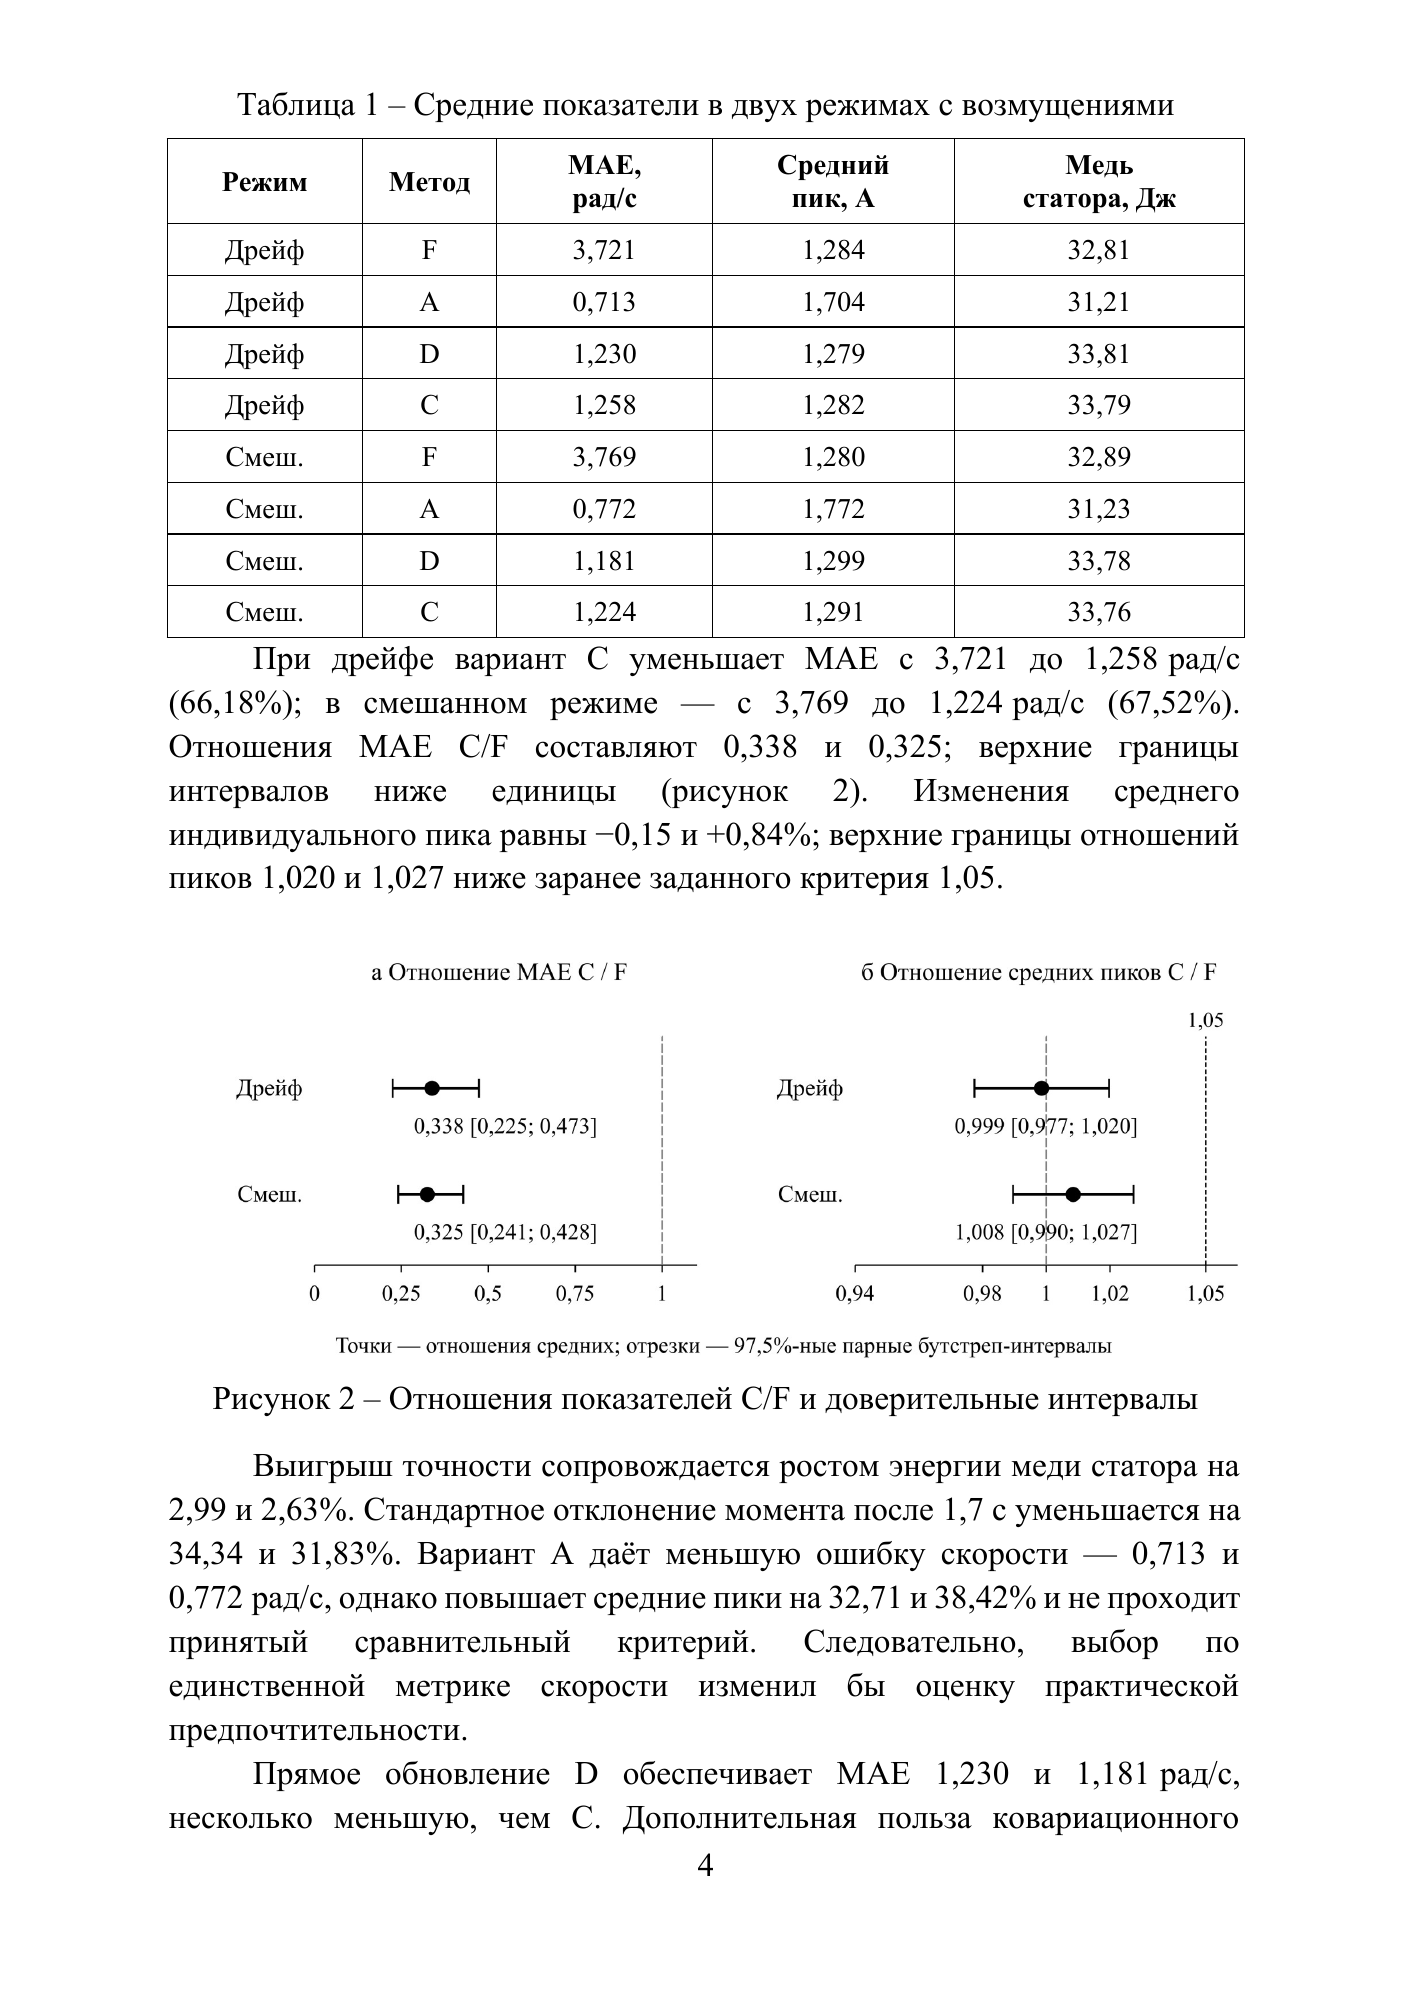 Таблица 1 – Средние показатели в двух режимах с возмущениями
Режим Метод MAE, рад/с Средний пик, А Медь статора, Дж
Дрейф F 3,721 1,284 32,81
Дрейф A 0,713 1,704 31,21
Дрейф D 1,230 1,279 33,81
Дрейф C 1,258 1,282 33,79
Смеш. F 3,769 1,280 32,89
Смеш. A 0,772 1,772 31,23
Смеш. D 1,181 1,299 33,78
Смеш. C 1,224 1,291 33,76
При дрейфе вариант C уменьшает MAE с 3,721 до 1,258 рад/с
(66,18%); в смешанном режиме — с 3,769 до 1,224 рад/с (67,52%).
Отношения MAE C/F составляют 0,338 и 0,325; верхние границы
интервалов ниже единицы (рисунок 2). Изменения среднего
индивидуального пика равны −0,15 и +0,84%; верхние границы отношений
пиков 1,020 и 1,027 ниже заранее заданного критерия 1,05.
а Отношение MAE C / F
б Отношение средних пиков C / F
1,05
Дрейф
0,338 [0,225; 0,473]
Смеш.
0,325 [0,241; 0,428]
0 0,25 0,5 0,75 1
Дрейф
0,999 [0,977; 1,020]
Смеш.
1,008 [0,990; 1,027]
0,94 0,98 1 1,02 1,05
Точки — отношения средних; отрезки — 97,5%-ные парные бутстреп-интервалы
Рисунок 2 – Отношения показателей C/F и доверительные интервалы
Выигрыш точности сопровождается ростом энергии меди статора на
2,99 и 2,63%. Стандартное отклонение момента после 1,7 с уменьшается на
34,34 и 31,83%. Вариант A даёт меньшую ошибку скорости — 0,713 и
0,772 рад/с, однако повышает средние пики на 32,71 и 38,42% и не проходит
принятый сравнительный критерий. Следовательно, выбор по
единственной метрике скорости изменил бы оценку практической
предпочтительности.
Прямое обновление D обеспечивает MAE 1,230 и 1,181 рад/с,
несколько меньшую, чем C. Дополнительная польза ковариационного
4